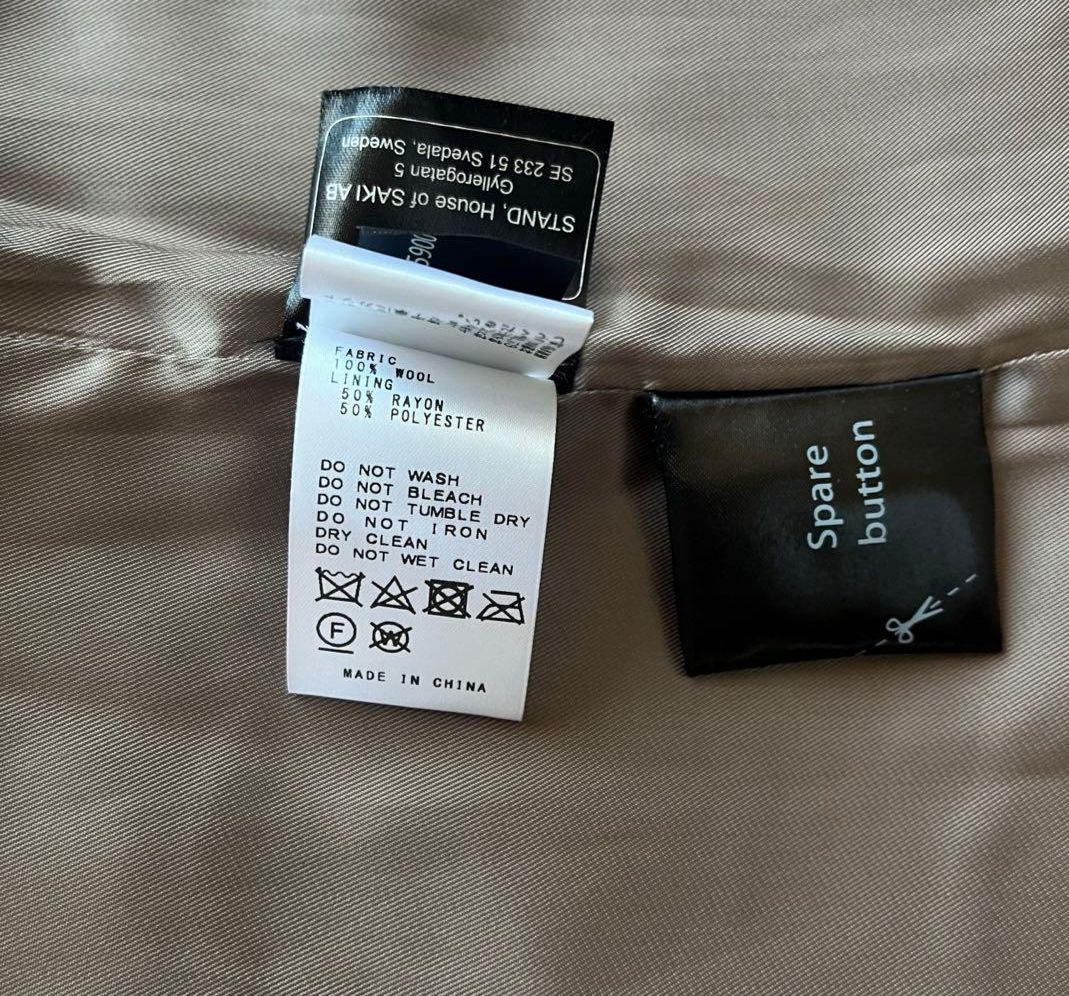 STAND, House of SAKI AB
Gyllerogatan 5
SE 233 51 Svedala, Sweden
FABRIC
100% WOOL
LINING
50% RAYON
50% POLYESTER
DO NOT WASH
DO NOT BLEACH
DO NOT TUMBLE DRY
DO NOT IRON
DRY CLEAN
DO NOT WET CLEAN
F W
MADE IN CHINA
Spare
button